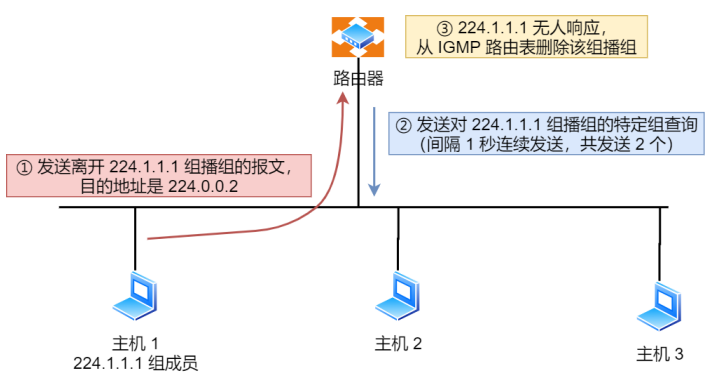 ③ 224.1.1.1 无人响应，
从 IGMP 路由表删除该组播组
路由器
② 发送对 224.1.1.1 组播组的特定组查询
（间隔 1 秒连续发送，共发送 2 个）
① 发送离开 224.1.1.1 组播组的报文，
目的地址是 224.0.0.2
主机 1
224.1.1.1 组成员
主机 2
主机 3